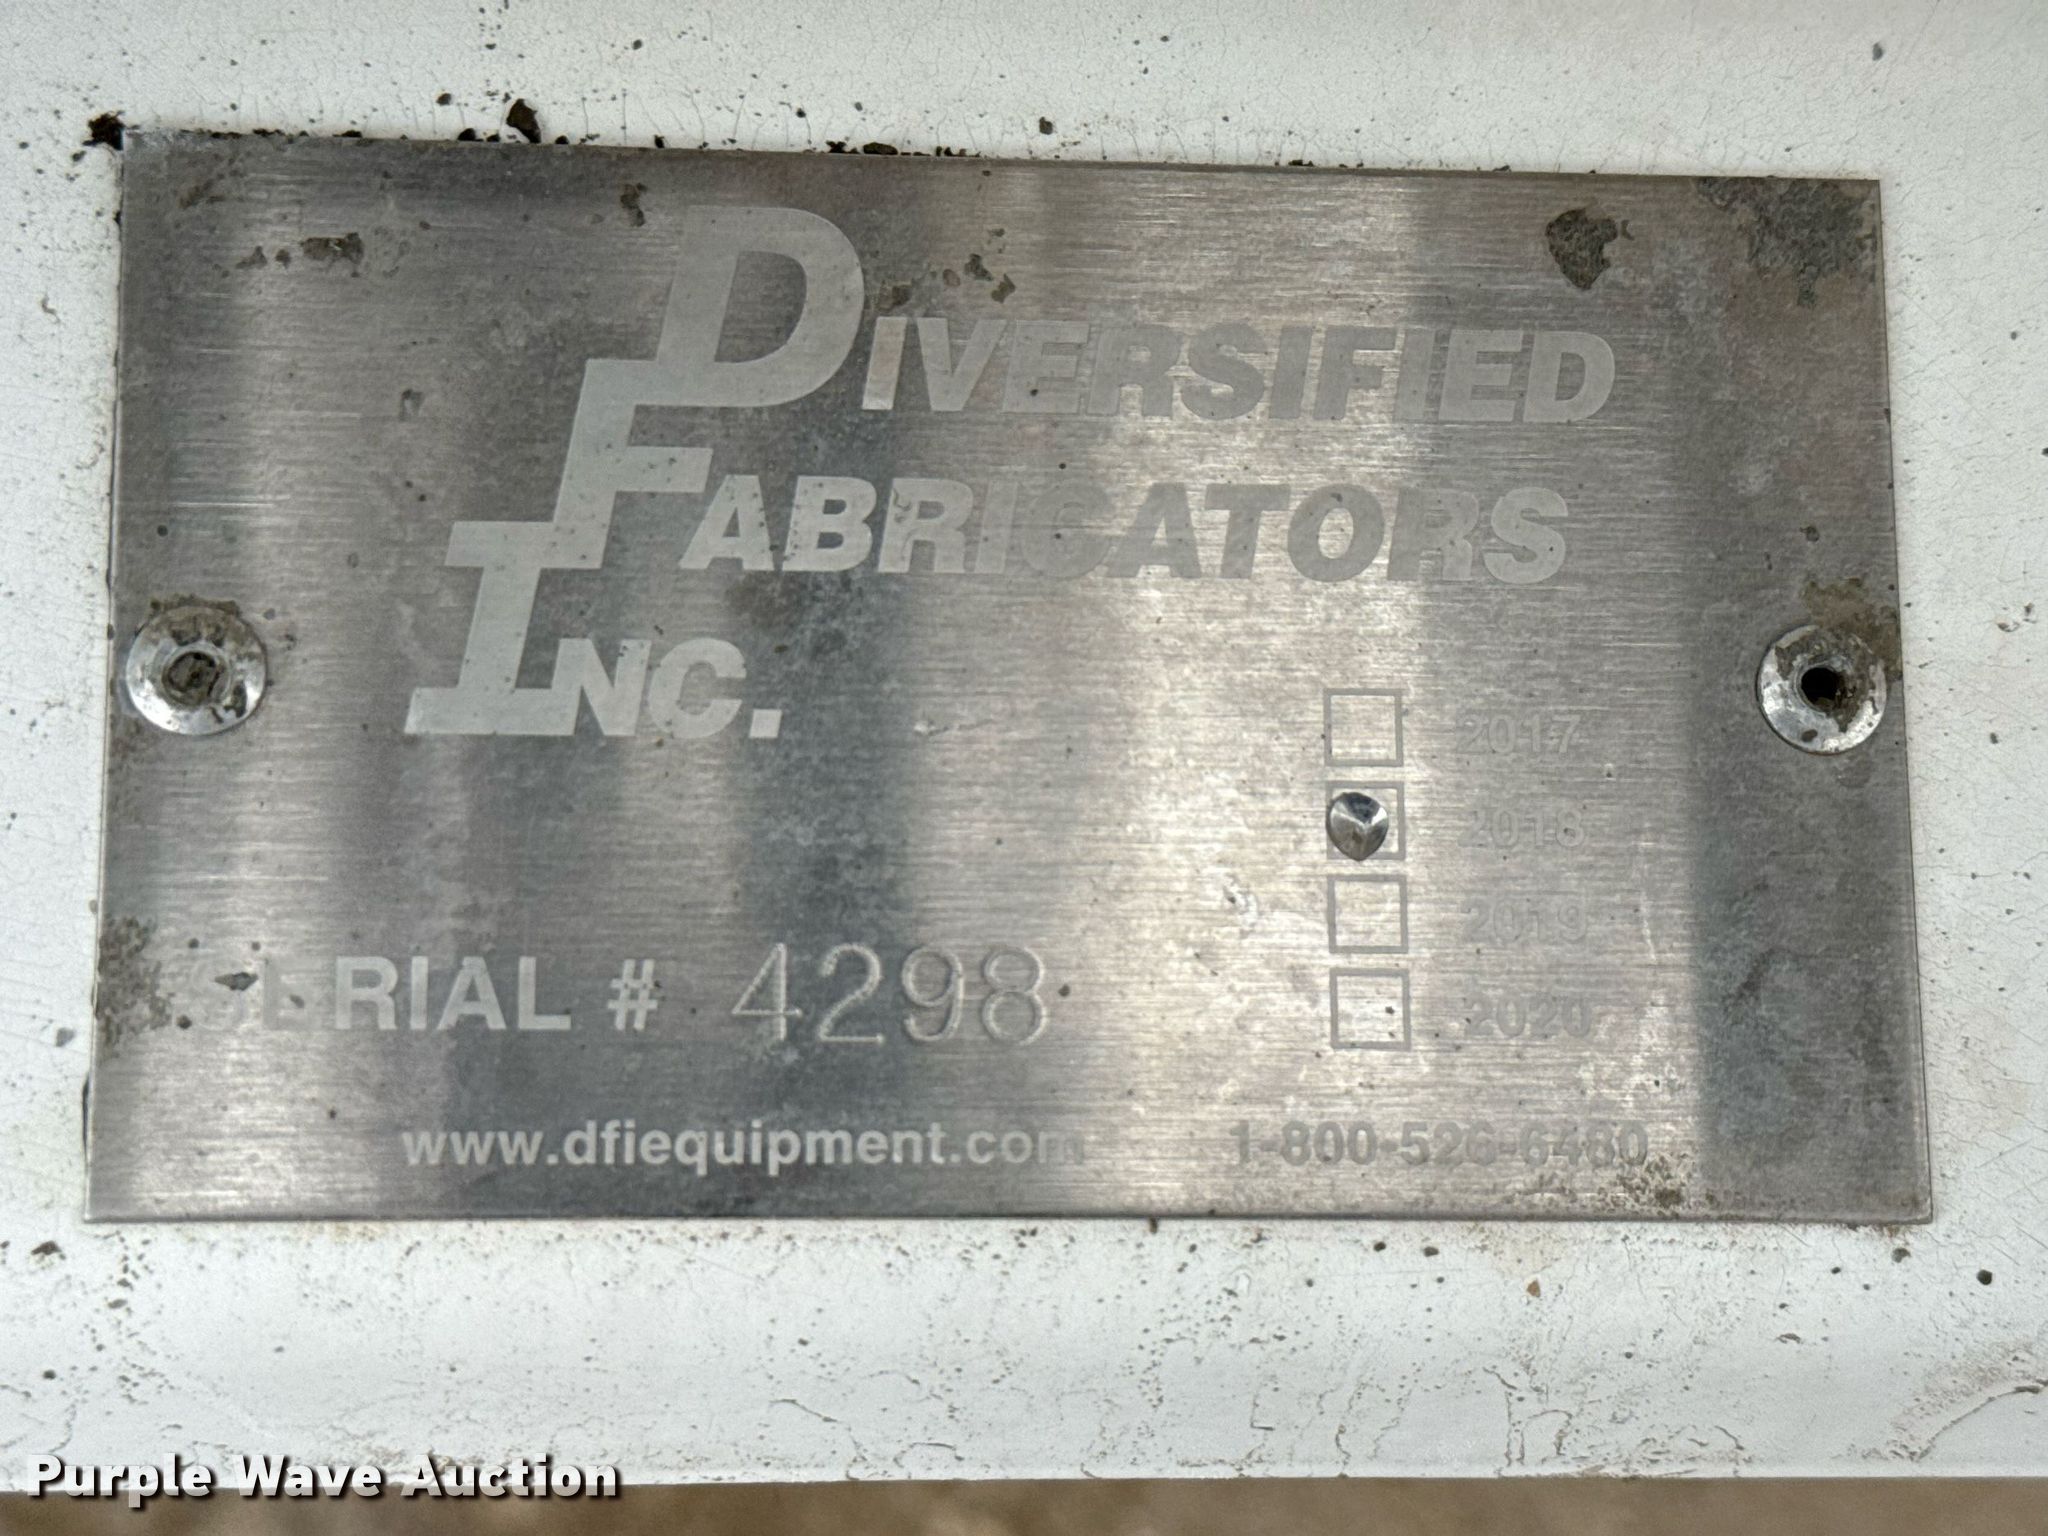 DIVERSIFIED
FABRICATORS
INC.
2017
2018
2019
2020
SERIAL # 4298
www.dfiequipment.com 1-800-526-6480
Purple Wave Auction